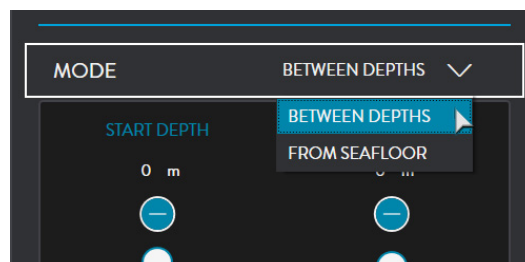 MODE BETWEEN DEPTHS
BETWEEN DEPTHS
START DEPTH
FROM SEAFLOOR
0 m